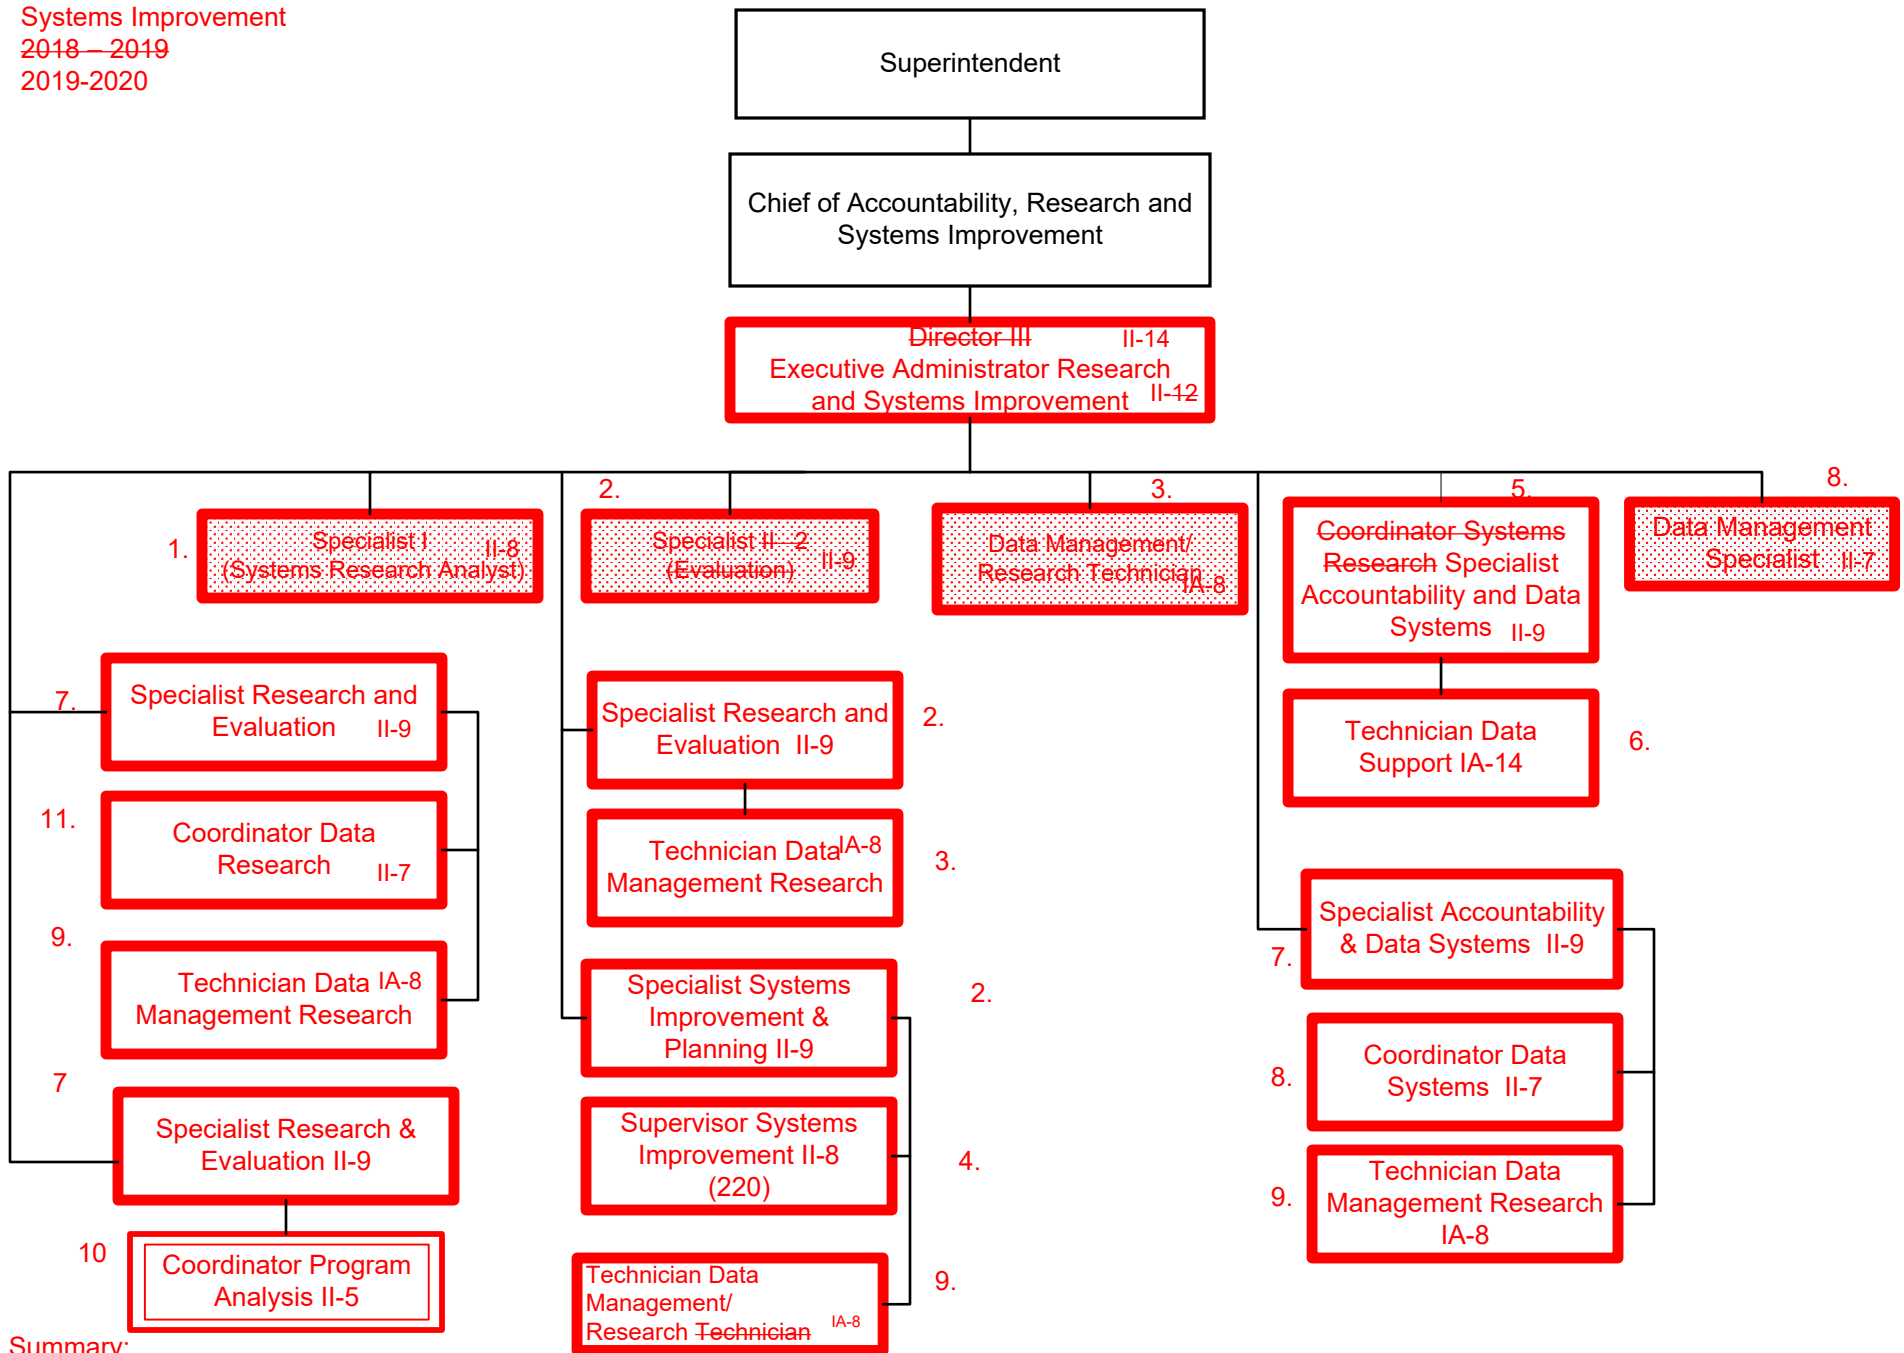 Systems Improvement
2018 – 2019
2019-2020
Superintendent
Chief of Accountability, Research and
Systems Improvement
Director III II-14
Executive Administrator Research
and Systems Improvement II-12
1.
Specialist I II-8
(Systems Research Analyst)
2.
Specialist II 2
(Evaluation) II-9
3.
Data Management/
Research Technician
IA-8
5.
Coordinator Systems
Research Specialist
Accountability and Data
Systems II-9
8.
Data Management
Specialist II-7
7.
Specialist Research and
Evaluation II-9
11.
Coordinator Data
Research II-7
9.
Technician Data IA-8
Management Research
7
Specialist Research &
Evaluation II-9
10
Coordinator Program
Analysis II-5
Specialist Research and
Evaluation II-9
2.
Technician Data IA-8
Management Research
3.
Specialist Systems
Improvement &
Planning II-9
2.
Supervisor Systems
Improvement II-8
(220)
4.
Technician Data
Management/
Research Technician IA-8
9.
Technician Data
Support IA-14
6.
Specialist Accountability
& Data Systems II-9
7.
Coordinator Data
Systems II-7
8.
Technician Data
Management Research
IA-8
9.
Summary: